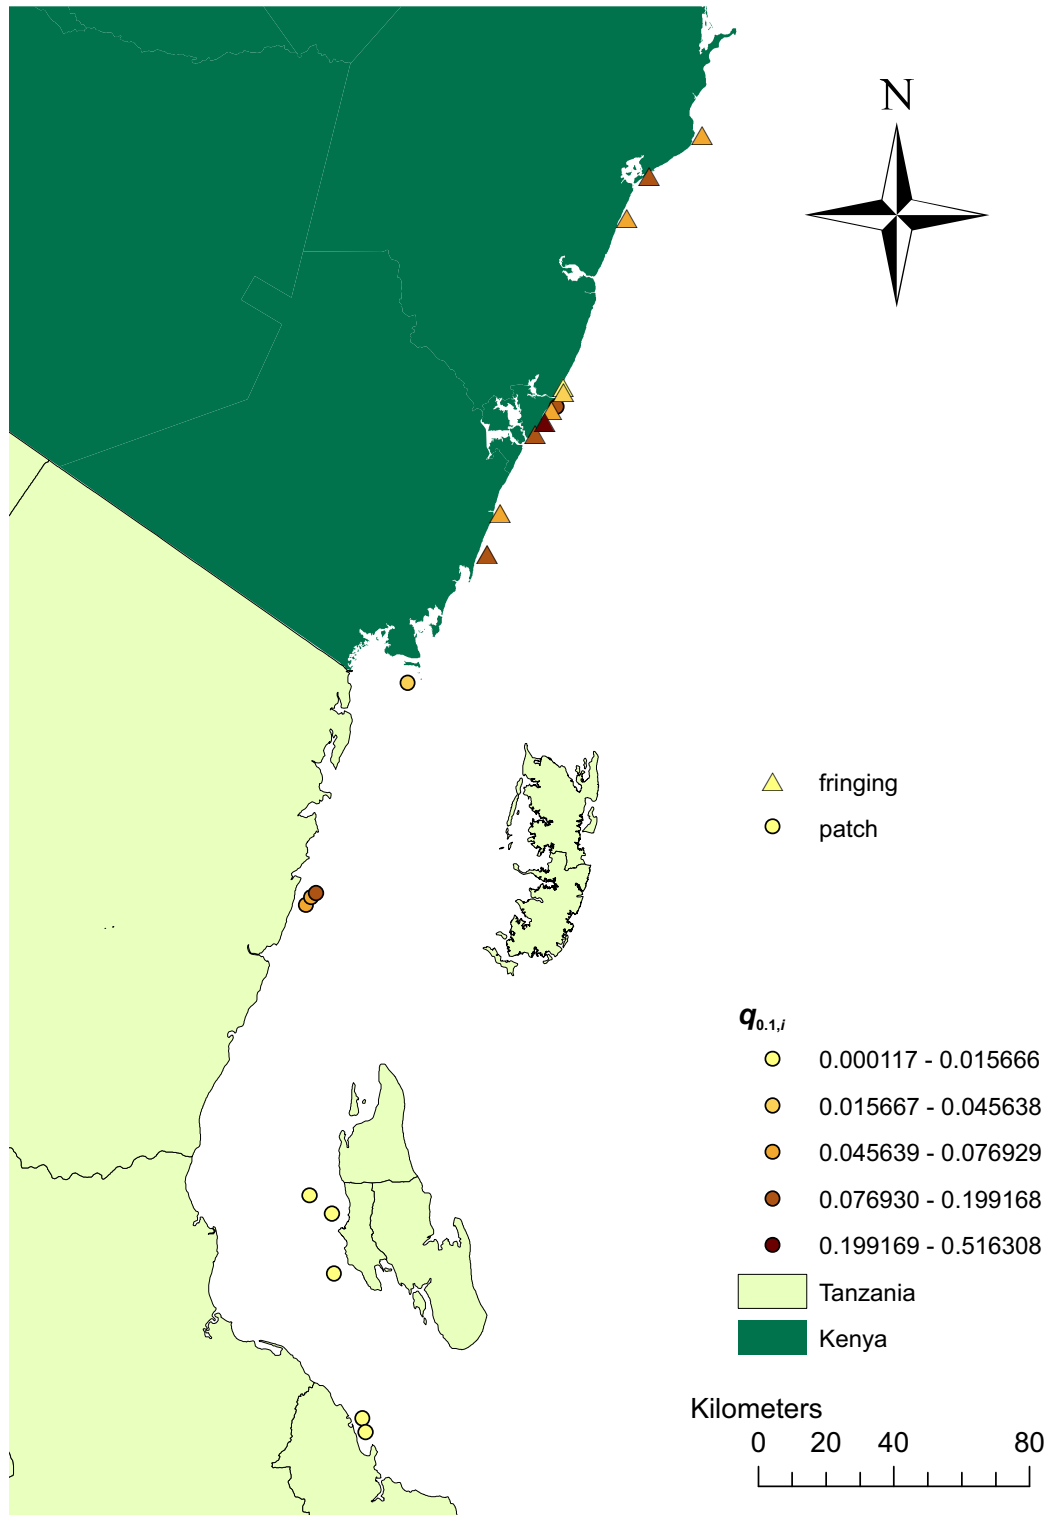 N
fringing
patch
q0.1,i
0.000117 - 0.015666
0.015667 - 0.045638
0.045639 - 0.076929
0.076930 - 0.199168
0.199169 - 0.516308
Tanzania
Kenya
Kilometers
0 20 40 80